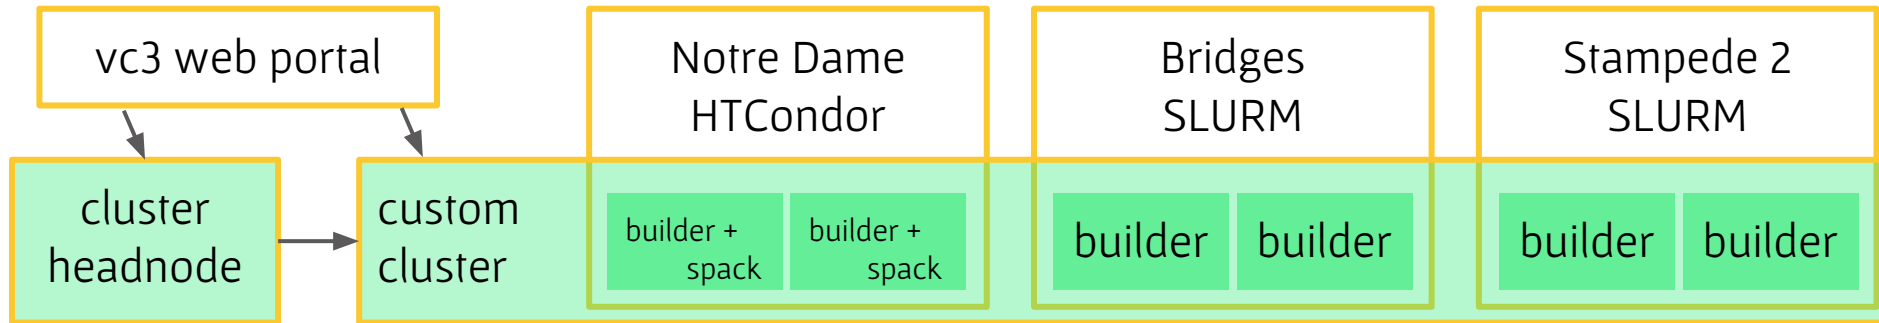 vc3 web portal
Notre Dame
HTCondor
Bridges
SLURM
Stampede 2
SLURM
cluster
headnode
custom
cluster
builder +
spack
builder +
spack
builder
builder
builder
builder